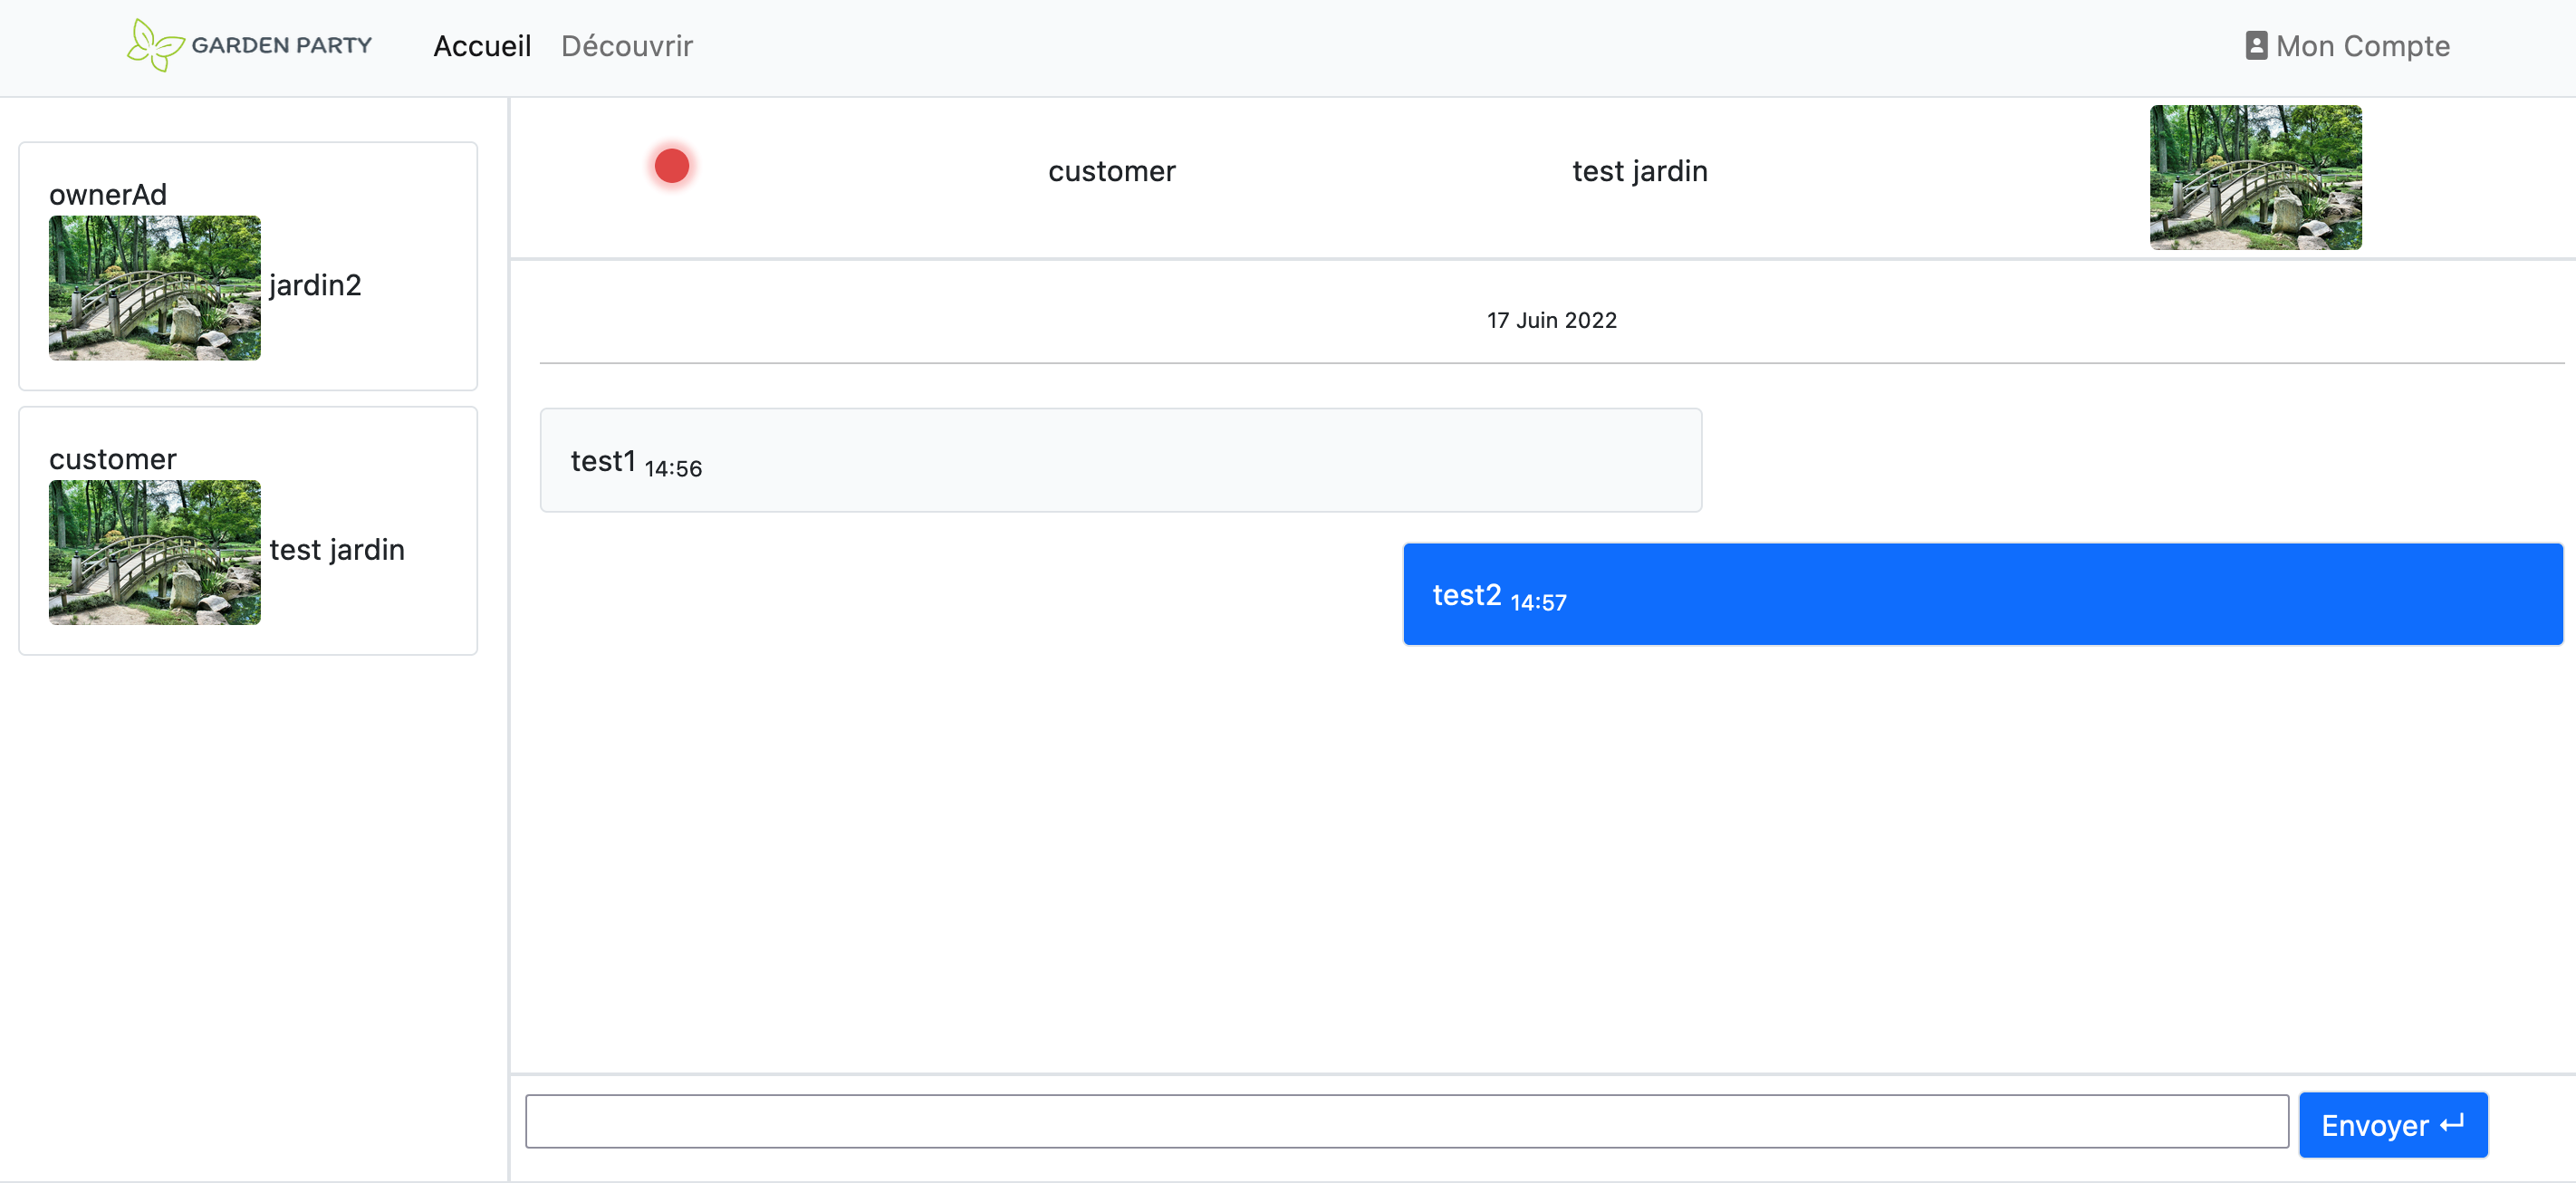 GARDEN PARTY
Accueil
Découvrir
Mon Compte
ownerAd
jardin2
customer
test jardin
customer
test jardin
17 Juin 2022
test1 14:56
test2 14:57
Envoyer